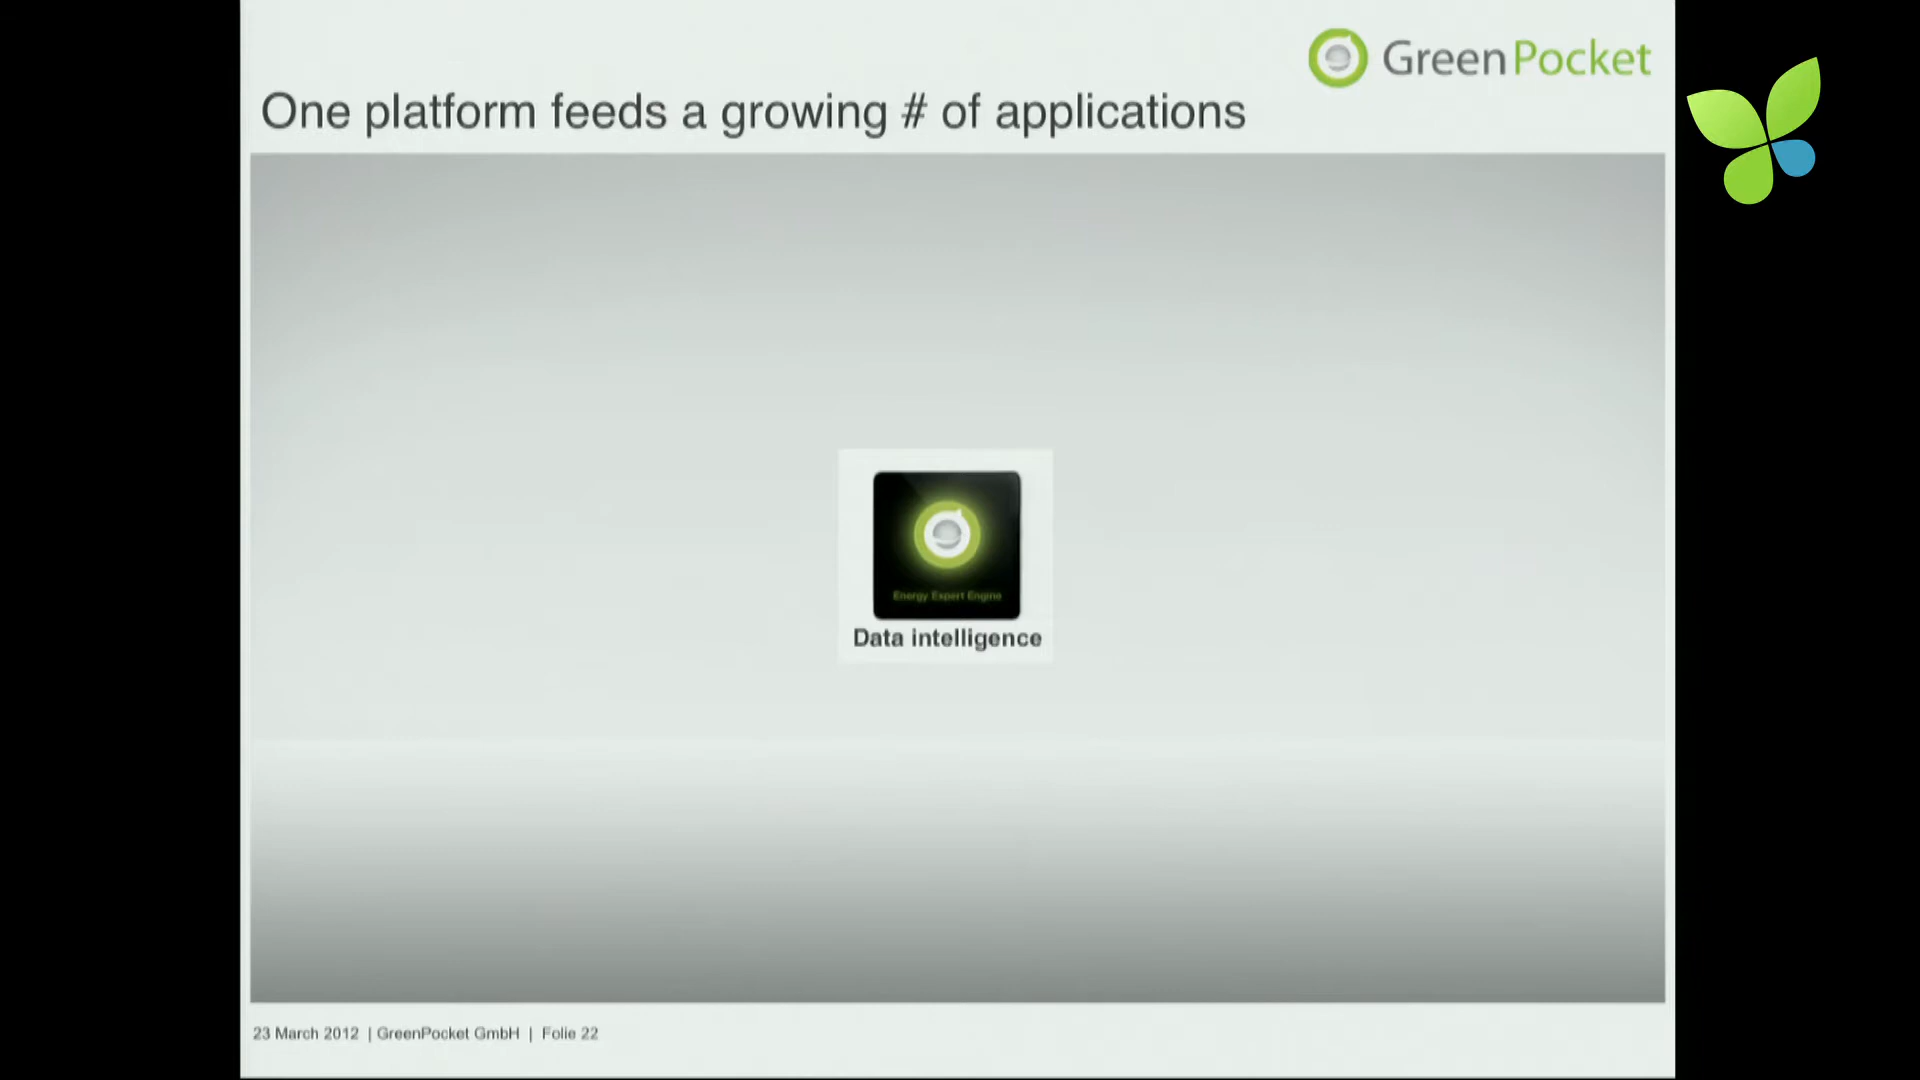 GreenPocket
One platform feeds a growing # of applications
Energy Expert Engine
Data intelligence
23 March 2012 | GreenPocket GmbH | Folie 22